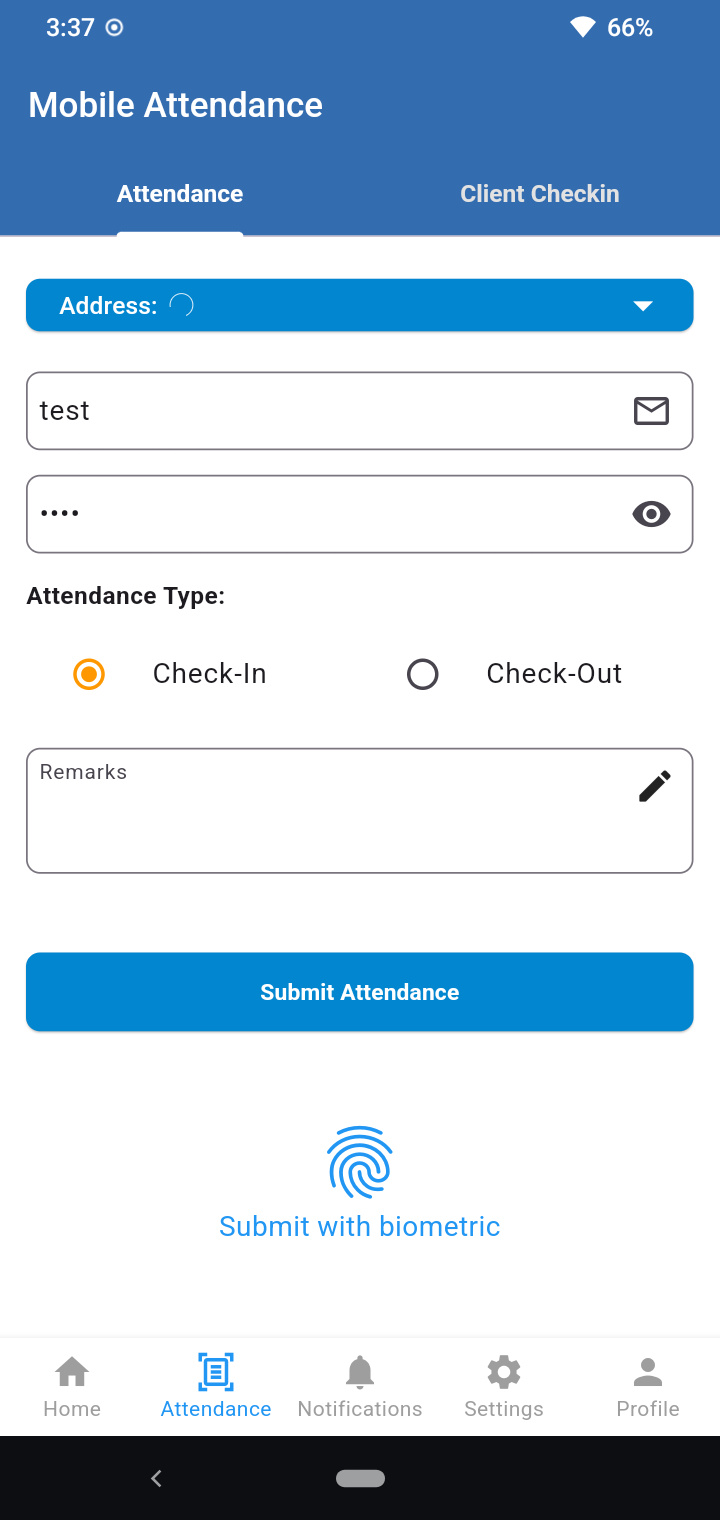 3:37 66%
Mobile Attendance
Attendance Client Checkin
Address:
test
••••
Attendance Type:
Check-In Check-Out
Remarks
Submit Attendance
Submit with biometric
Home Attendance Notifications Settings Profile